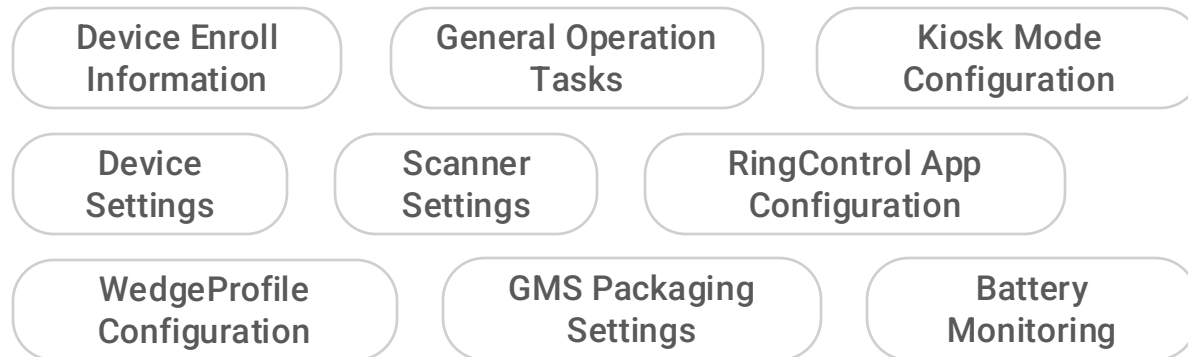 Device Enroll
Information
General Operation
Tasks
Kiosk Mode
Configuration
Device
Settings
Scanner
Settings
RingControl App
Configuration
WedgeProfile
Configuration
GMS Packaging
Settings
Battery
Monitoring